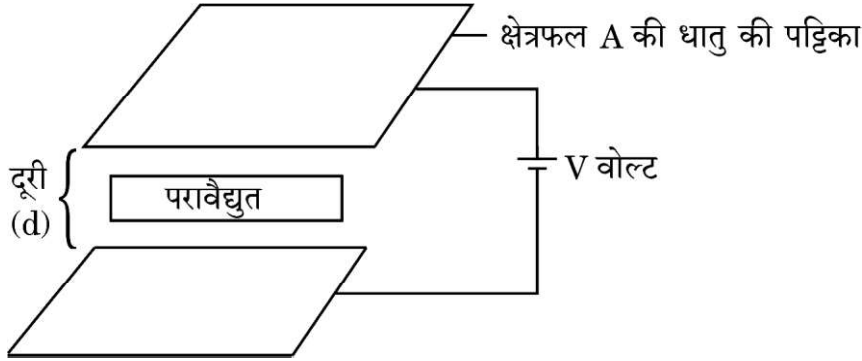 क्षेत्रफल A की धातु की पट्टिका
दूरी
(d)
परावैद्युत
V वोल्ट